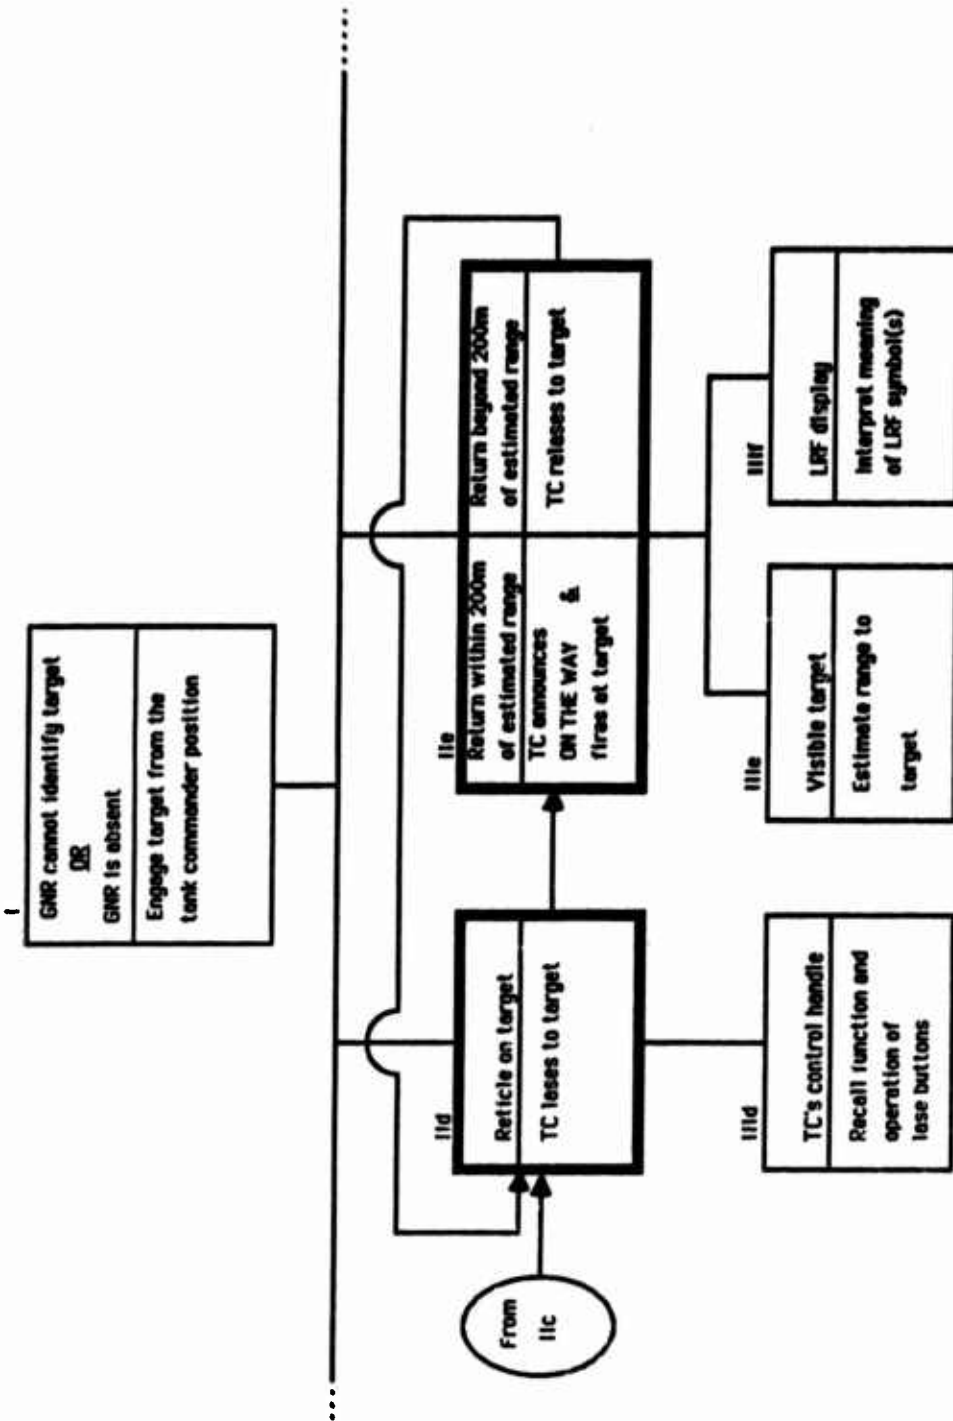 I
GNR cannot identify target
OR
GNR is absent
Engage target from the
tank commander position
From
IIc
IId
Reticle on target
TC lases to target
IIe
Return within 200m
of estimated range
TC announces
ON THE WAY &
fires at target
Return beyond 200m
of estimated range
TC relases to target
IIId
TC's control handle
Recall function and
operation of
lase buttons
IIIe
Visible target
Estimate range to
target
IIIf
LRF display
Interpret meaning
of LRF symbol(s)